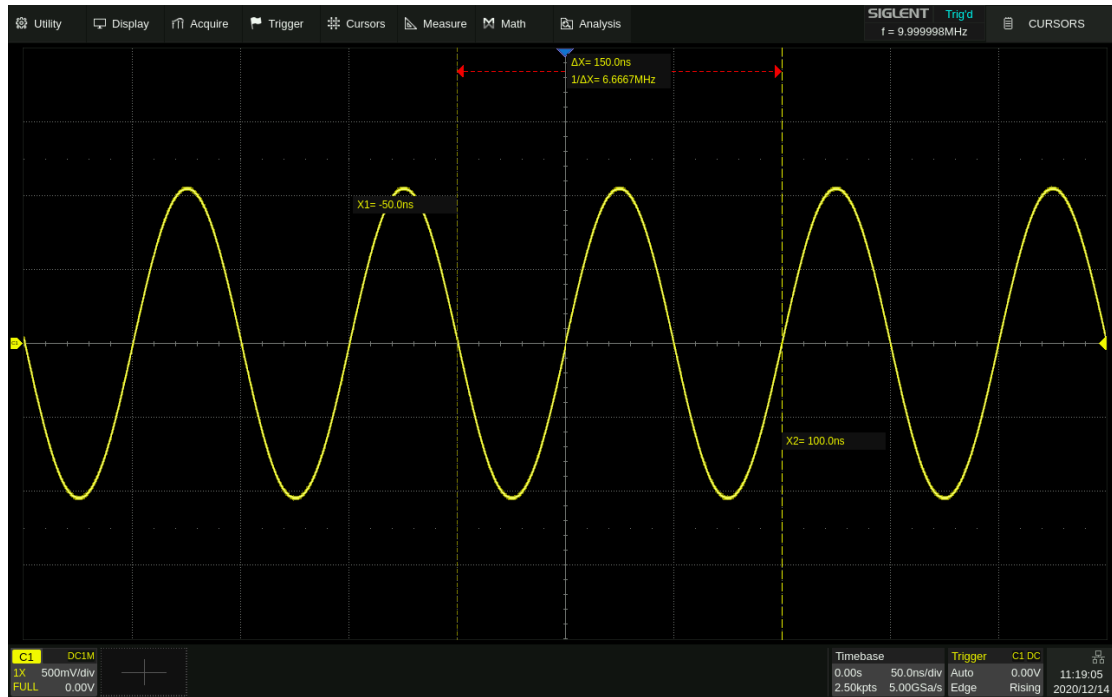 Utility Display Acquire Trigger Cursors Measure Math Analysis SIGLENT Trig'd CURSORS
f = 9.999998MHz
ΔX= 150.0ns
1/ΔX= 6.6667MHz
X1= -50.0ns
X2= 100.0ns
C1 DC1M Timebase Trigger C1 DC
1X 500mV/div 0.00s 50.0ns/div Auto 0.00V 11:19:05
FULL 0.00V 2.50kpts 5.00GSa/s Edge Rising 2020/12/14